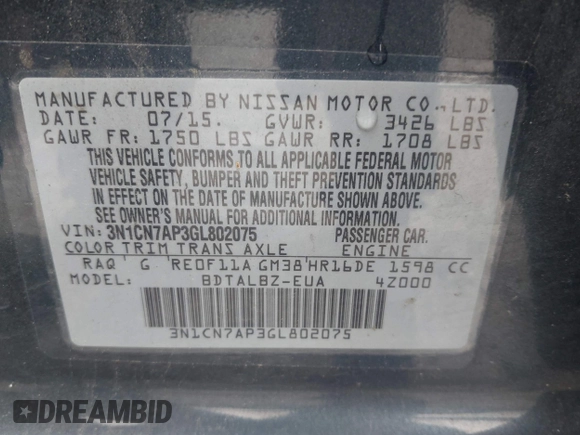 MANUFACTURED BY NISSAN MOTOR CO., LTD.
DATE: 07/15. GVWR: 3426 LBS
GAWR FR: 1750 LBS GAWR RR: 1708 LBS
THIS VEHICLE CONFORMS TO ALL APPLICABLE FEDERAL MOTOR
VEHICLE SAFETY, BUMPER AND THEFT PREVENTION STANDARDS
IN EFFECT ON THE DATE OF MANUFACTURE SHOWN ABOVE.
SEE OWNER'S MANUAL FOR ADDITIONAL INFORMATION.
VIN: 3N1CN7AP3GL802075 PASSENGER CAR.
COLOR TRIM TRANS AXLE ENGINE
RAQ G RE0F11A GM38 HR16DE 1598 CC
MODEL: BDTALBZ-EUA 4Z000
3N1CN7AP3GL802075
DREAMBID